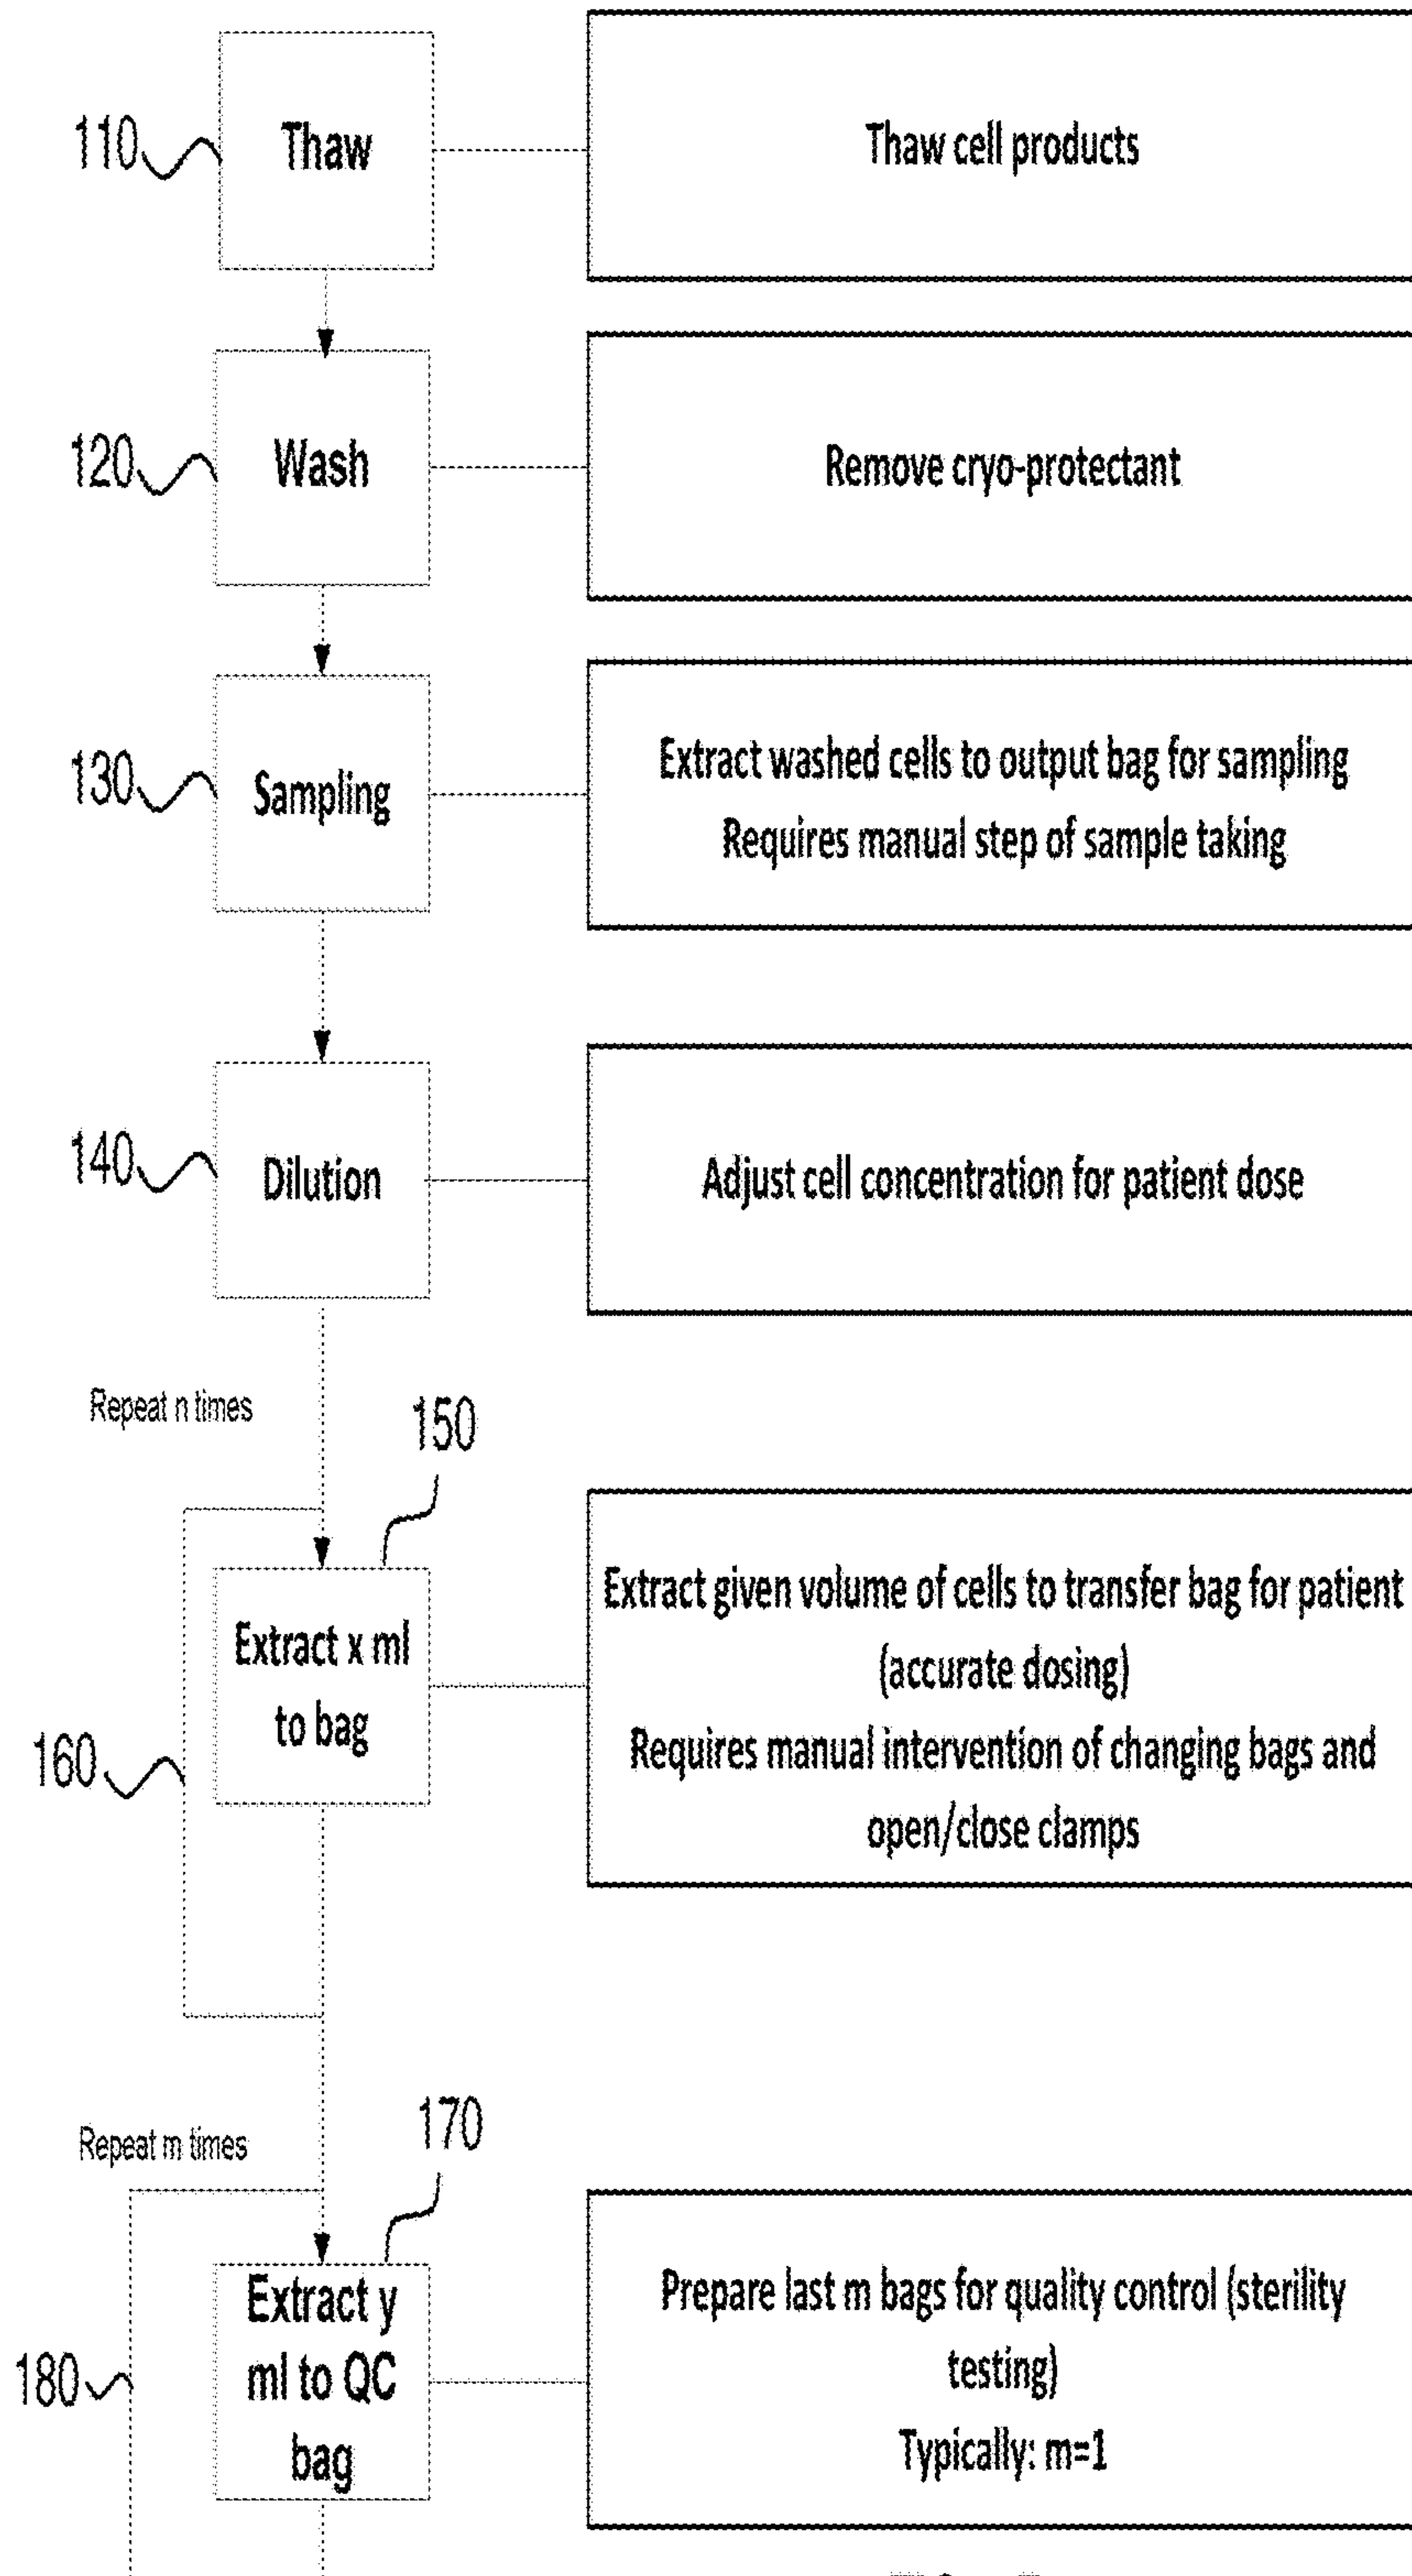 110
Thaw
Thaw cell products
120
Wash
Remove cryo-protectant
130
Sampling
Extract washed cells to output bag for sampling
Requires manual step of sample taking
140
Dilution
Adjust cell concentration for patient dose
Repeat n times
150
160
Extract x ml
to bag
Extract given volume of cells to transfer bag for patient
(accurate dosing)
Requires manual intervention of changing bags and
open/close clamps
Repeat m times
170
180
Extract y
ml to QC
bag
Prepare last m bags for quality control (sterility
testing)
Typically: m=1